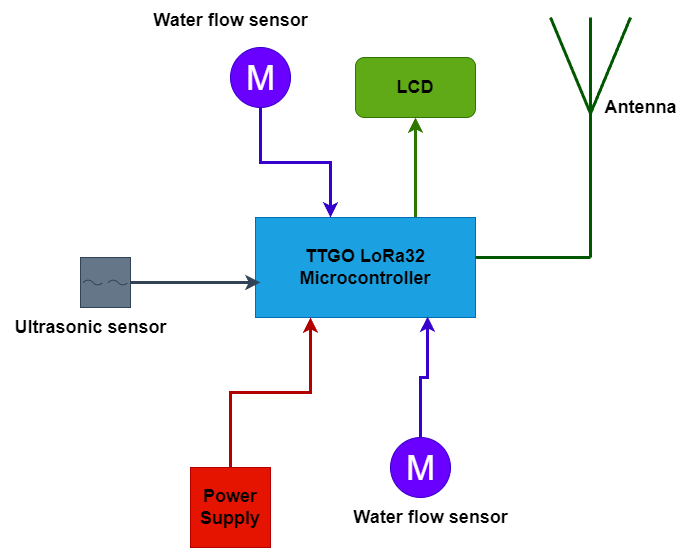 Water flow sensor
M
LCD
Antenna
TTGO LoRa32
Microcontroller
Ultrasonic sensor
M
Power
Supply
Water flow sensor